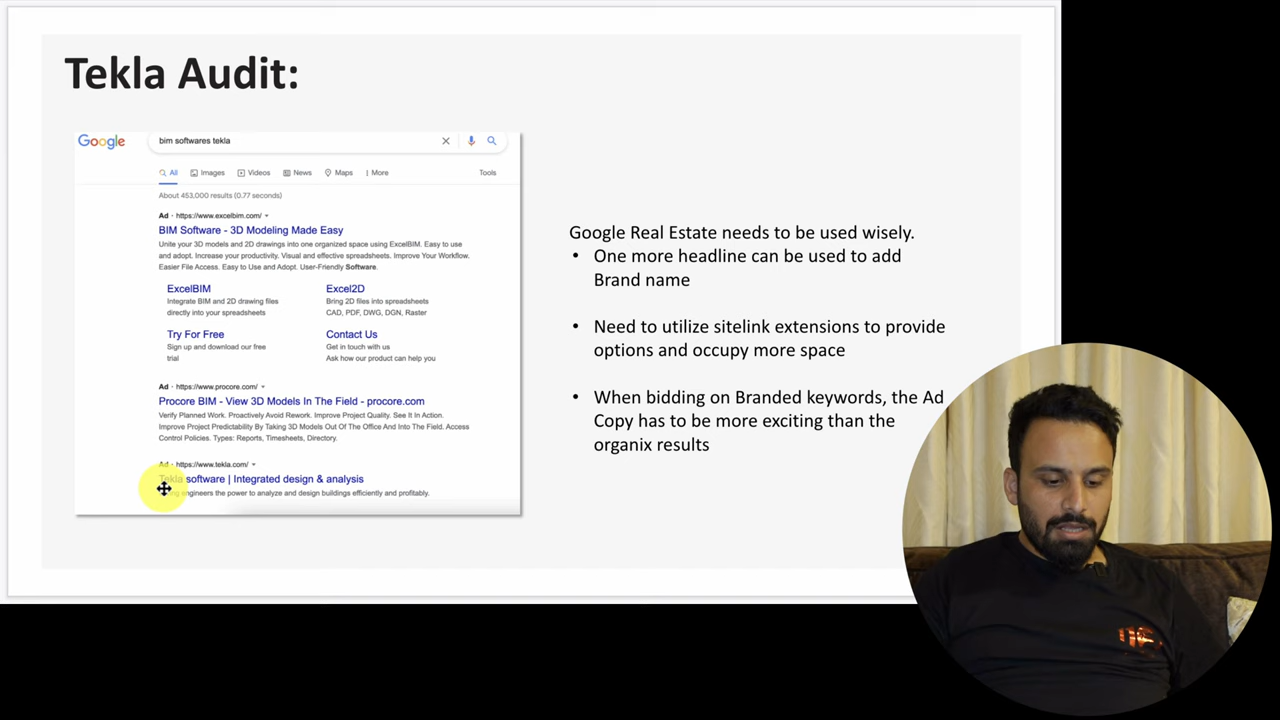 Tekla Audit:
Google
bim softwares tekla
All Images Videos News Maps More Tools
About 453,000 results (0.77 seconds)
Ad · https://www.excelbim.com/
BIM Software - 3D Modeling Made Easy
Unite your 3D models and 2D drawings into one organized space using ExcelBIM. Easy to use
and adopt. Increase your productivity. Visual and effective spreadsheets. Improve Your Workflow.
Easier File Access. Easy to Use and Adopt. User-Friendly Software.
ExcelBIM
Integrate BIM and 2D drawing files
directly into your spreadsheets
Excel2D
Bring 2D files into spreadsheets
CAD, PDF, DWG, DGN, Raster
Try For Free
Sign up and download our free
trial
Contact Us
Get in touch with us
Ask how our product can help you
Ad · https://www.procore.com/
Procore BIM - View 3D Models In The Field - procore.com
Verify Planned Work. Proactively Avoid Rework. Improve Project Quality. See It In Action.
Improve Project Predictability By Taking 3D Models Out Of The Office And Into The Field. Access
Control Policies. Types: Reports, Timesheets, Directory.
Ad · https://www.tekla.com/
Tekla software | Integrated design & analysis
engineers the power to analyze and design buildings efficiently and profitably.
Google Real Estate needs to be used wisely.
• One more headline can be used to add
Brand name
• Need to utilize sitelink extensions to provide
options and occupy more space
• When bidding on Branded keywords, the Ad
Copy has to be more exciting than the
organix results